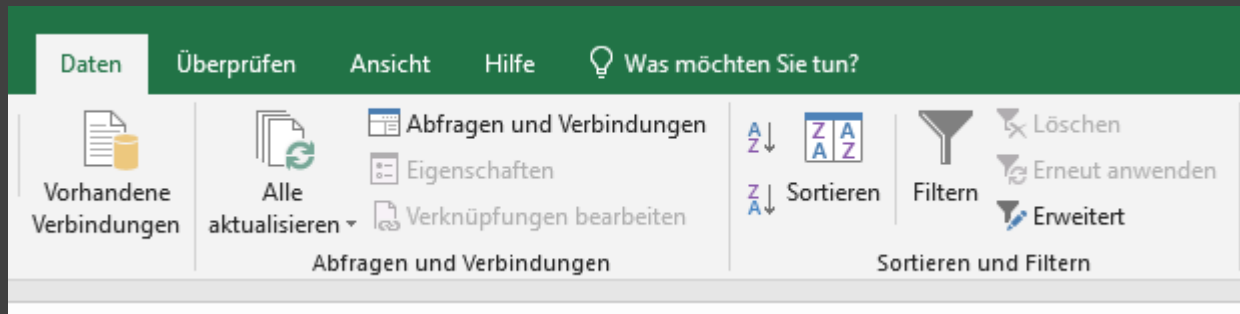 Daten Überprüfen Ansicht Hilfe Was möchten Sie tun?
Vorhandene
Verbindungen
Alle
aktualisieren
Abfragen und Verbindungen
Eigenschaften
Verknüpfungen bearbeiten
Abfragen und Verbindungen
A
Z
Z
A
Z A
A Z
Sortieren
Filtern
Löschen
Erneut anwenden
Erweitert
Sortieren und Filtern